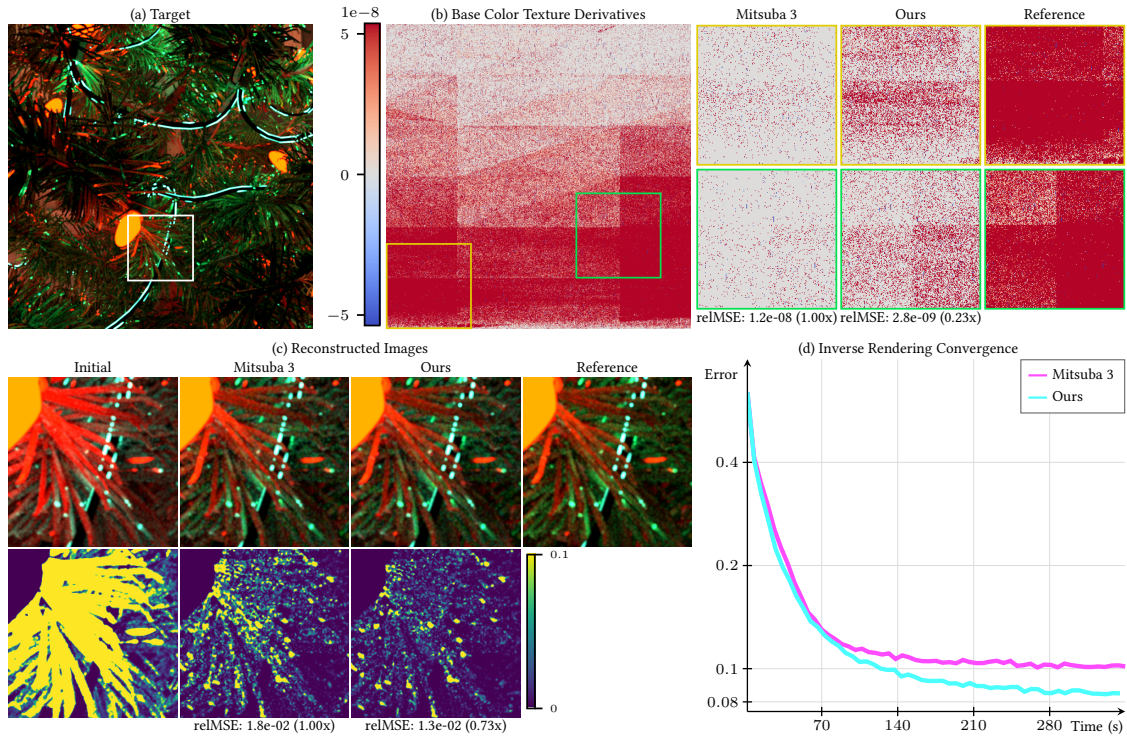 (a) Target
1e−8
(b) Base Color Texture Derivatives
Mitsuba 3
Ours
Reference
5
0
−5
relMSE: 1.2e-08 (1.00x)
relMSE: 2.8e-09 (0.23x)
(c) Reconstructed Images
Initial
Mitsuba 3
Ours
Reference
0.1
0
relMSE: 1.8e-02 (1.00x)
relMSE: 1.3e-02 (0.73x)
(d) Inverse Rendering Convergence
Error
Mitsuba 3
Ours
0.4
0.2
0.1
0.08
70
140
210
280
Time (s)